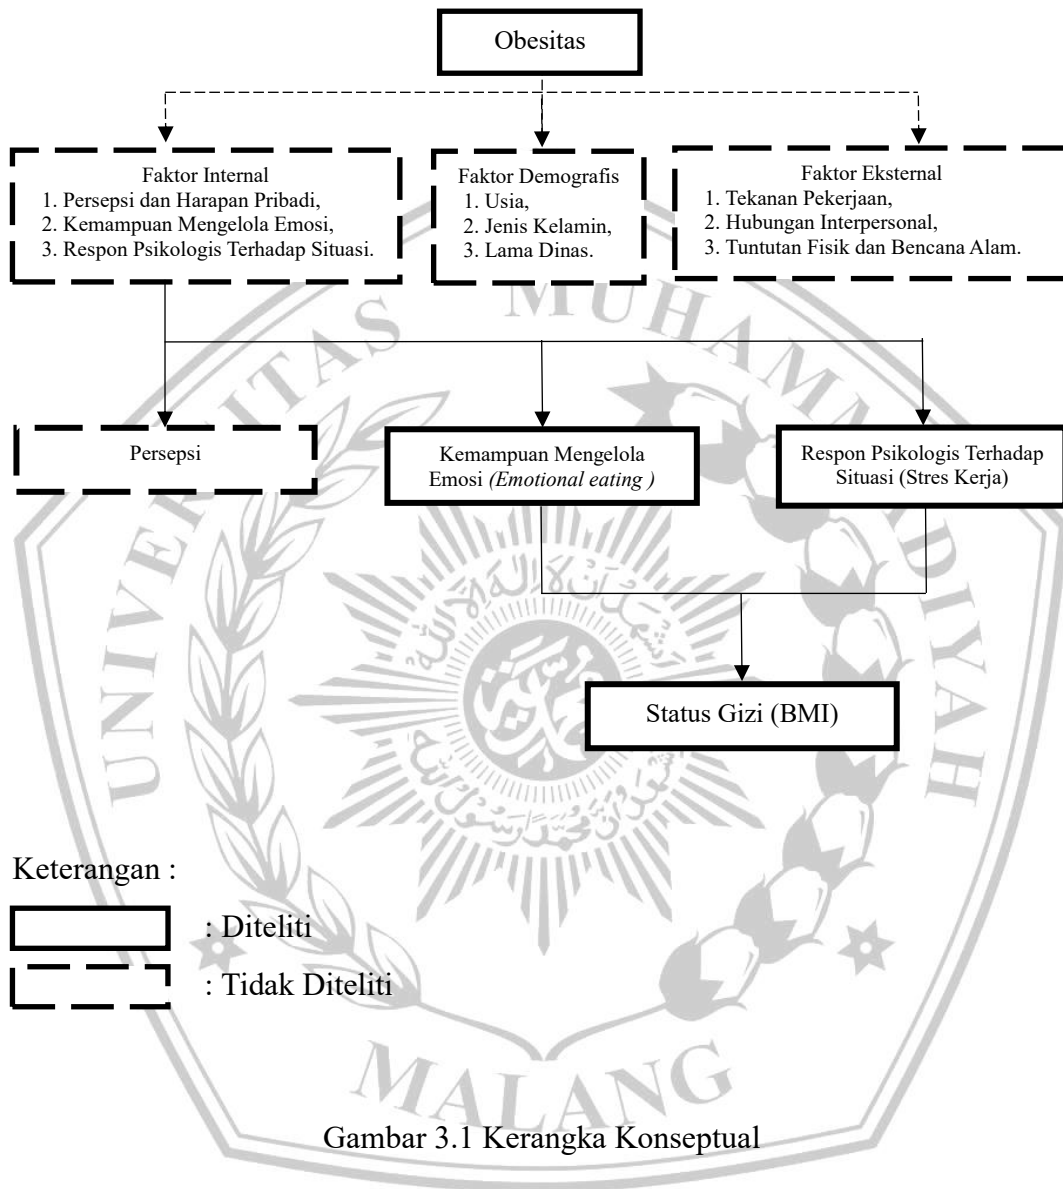 Obesitas
Faktor Internal
1. Persepsi dan Harapan Pribadi,
2. Kemampuan Mengelola Emosi,
3. Respon Psikologis Terhadap Situasi.
Faktor Demografis
1. Usia,
2. Jenis Kelamin,
3. Lama Dinas.
Faktor Eksternal
1. Tekanan Pekerjaan,
2. Hubungan Interpersonal,
3. Tuntutan Fisik dan Bencana Alam.
Persepsi
Kemampuan Mengelola
Emosi (Emotional eating )
Respon Psikologis Terhadap
Situasi (Stres Kerja)
Status Gizi (BMI)
Keterangan :
: Diteliti
: Tidak Diteliti
Gambar 3.1 Kerangka Konseptual
UNIVERSITAS MUHAMMADIYAH
MALANG